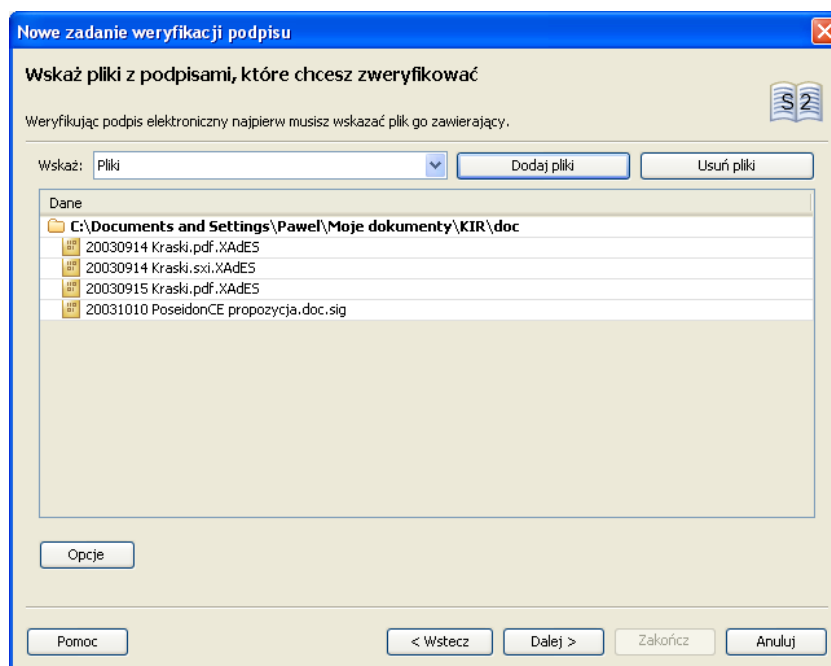 Nowe zadanie weryfikacji podpisu
Wskaż pliki z podpisami, które chcesz zweryfikować
S 2
Weryfikując podpis elektroniczny najpierw musisz wskazać plik go zawierający.
Wskaż: Pliki Dodaj pliki Usuń pliki
Dane
C:\Documents and Settings\Pawel\Moje dokumenty\KIR\doc
20030914 Kraski.pdf.XAdES
20030914 Kraski.sxi.XAdES
20030915 Kraski.pdf.XAdES
20031010 PoseidonCE propozycja.doc.sig
Opcje
Pomoc < Wstecz Dalej > Zakończ Anuluj